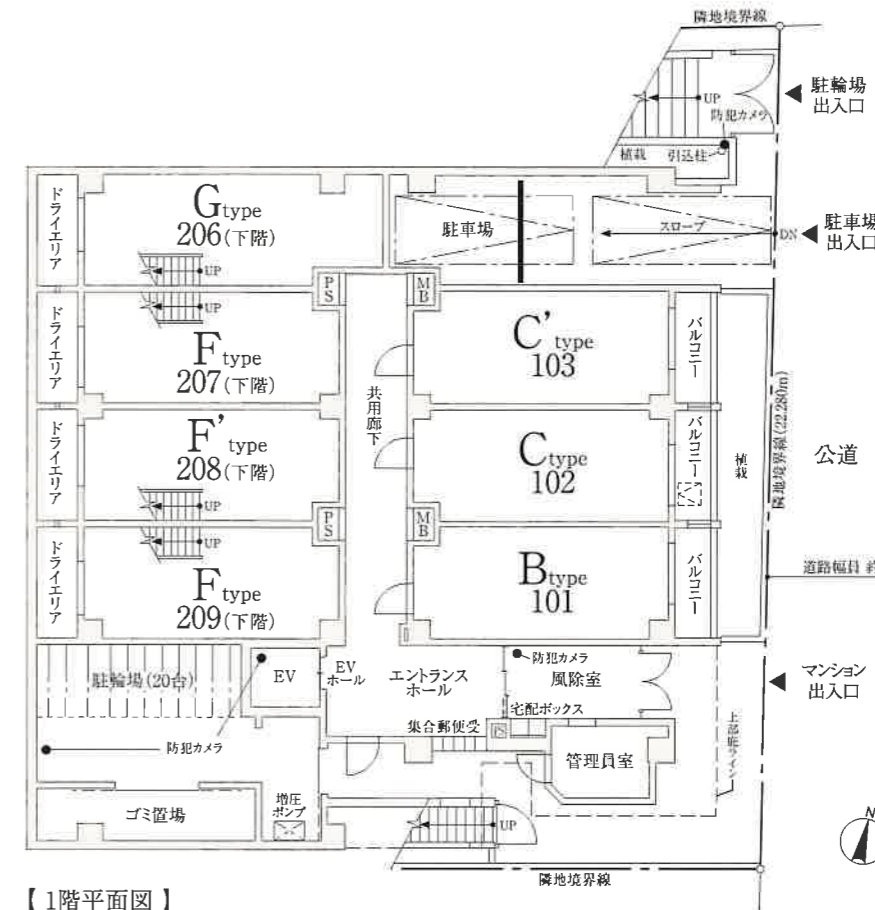 隣地境界線
UP
防犯カメラ
駐輪場
出入口
植栽
引込柱
ドライエリア
G type
206(下階)
UP
駐車場
スロープ
DN
駐車場
出入口
PS
MB
ドライエリア
UP
F type
207(下階)
C' type
103
バルコニー
共用廊下
隣地境界線(22.280m)
ドライエリア
F' type
208(下階)
UP
C type
102
バルコニー
植栽
公道
PS
MB
ドライエリア
UP
F type
209(下階)
B type
101
バルコニー
道路幅員 約
駐輪場(20台)
EV
EV
ホール
エントランス
ホール
防犯カメラ
風除室
マンション
出入口
宅配ボックス
集合郵便受
PS
防犯カメラ
管理員室
上部庇ライン
ゴミ置場
増圧
ポンプ
UP
N
隣地境界線
【 1階平面図 】